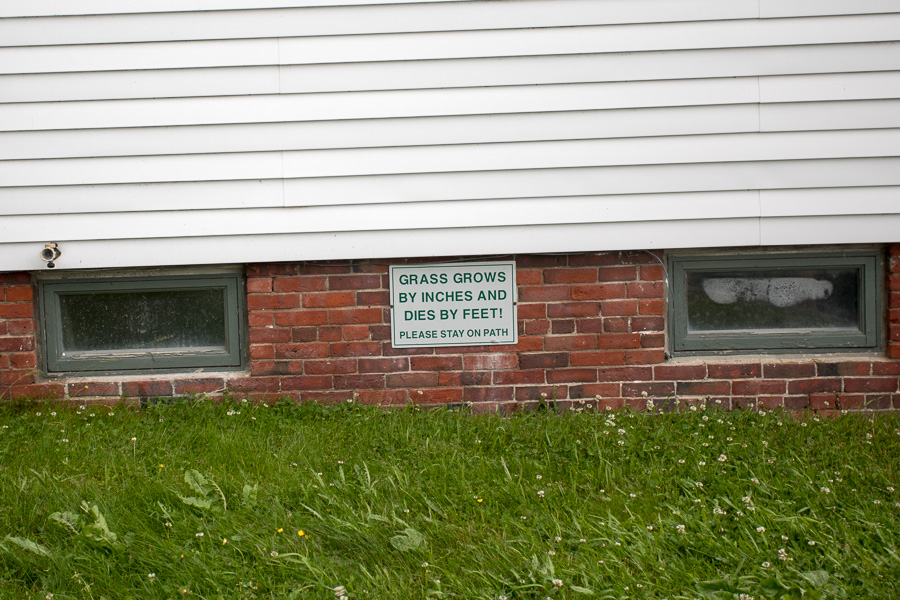 GRASS GROWS
BY INCHES AND
DIES BY FEET!
PLEASE STAY ON PATH